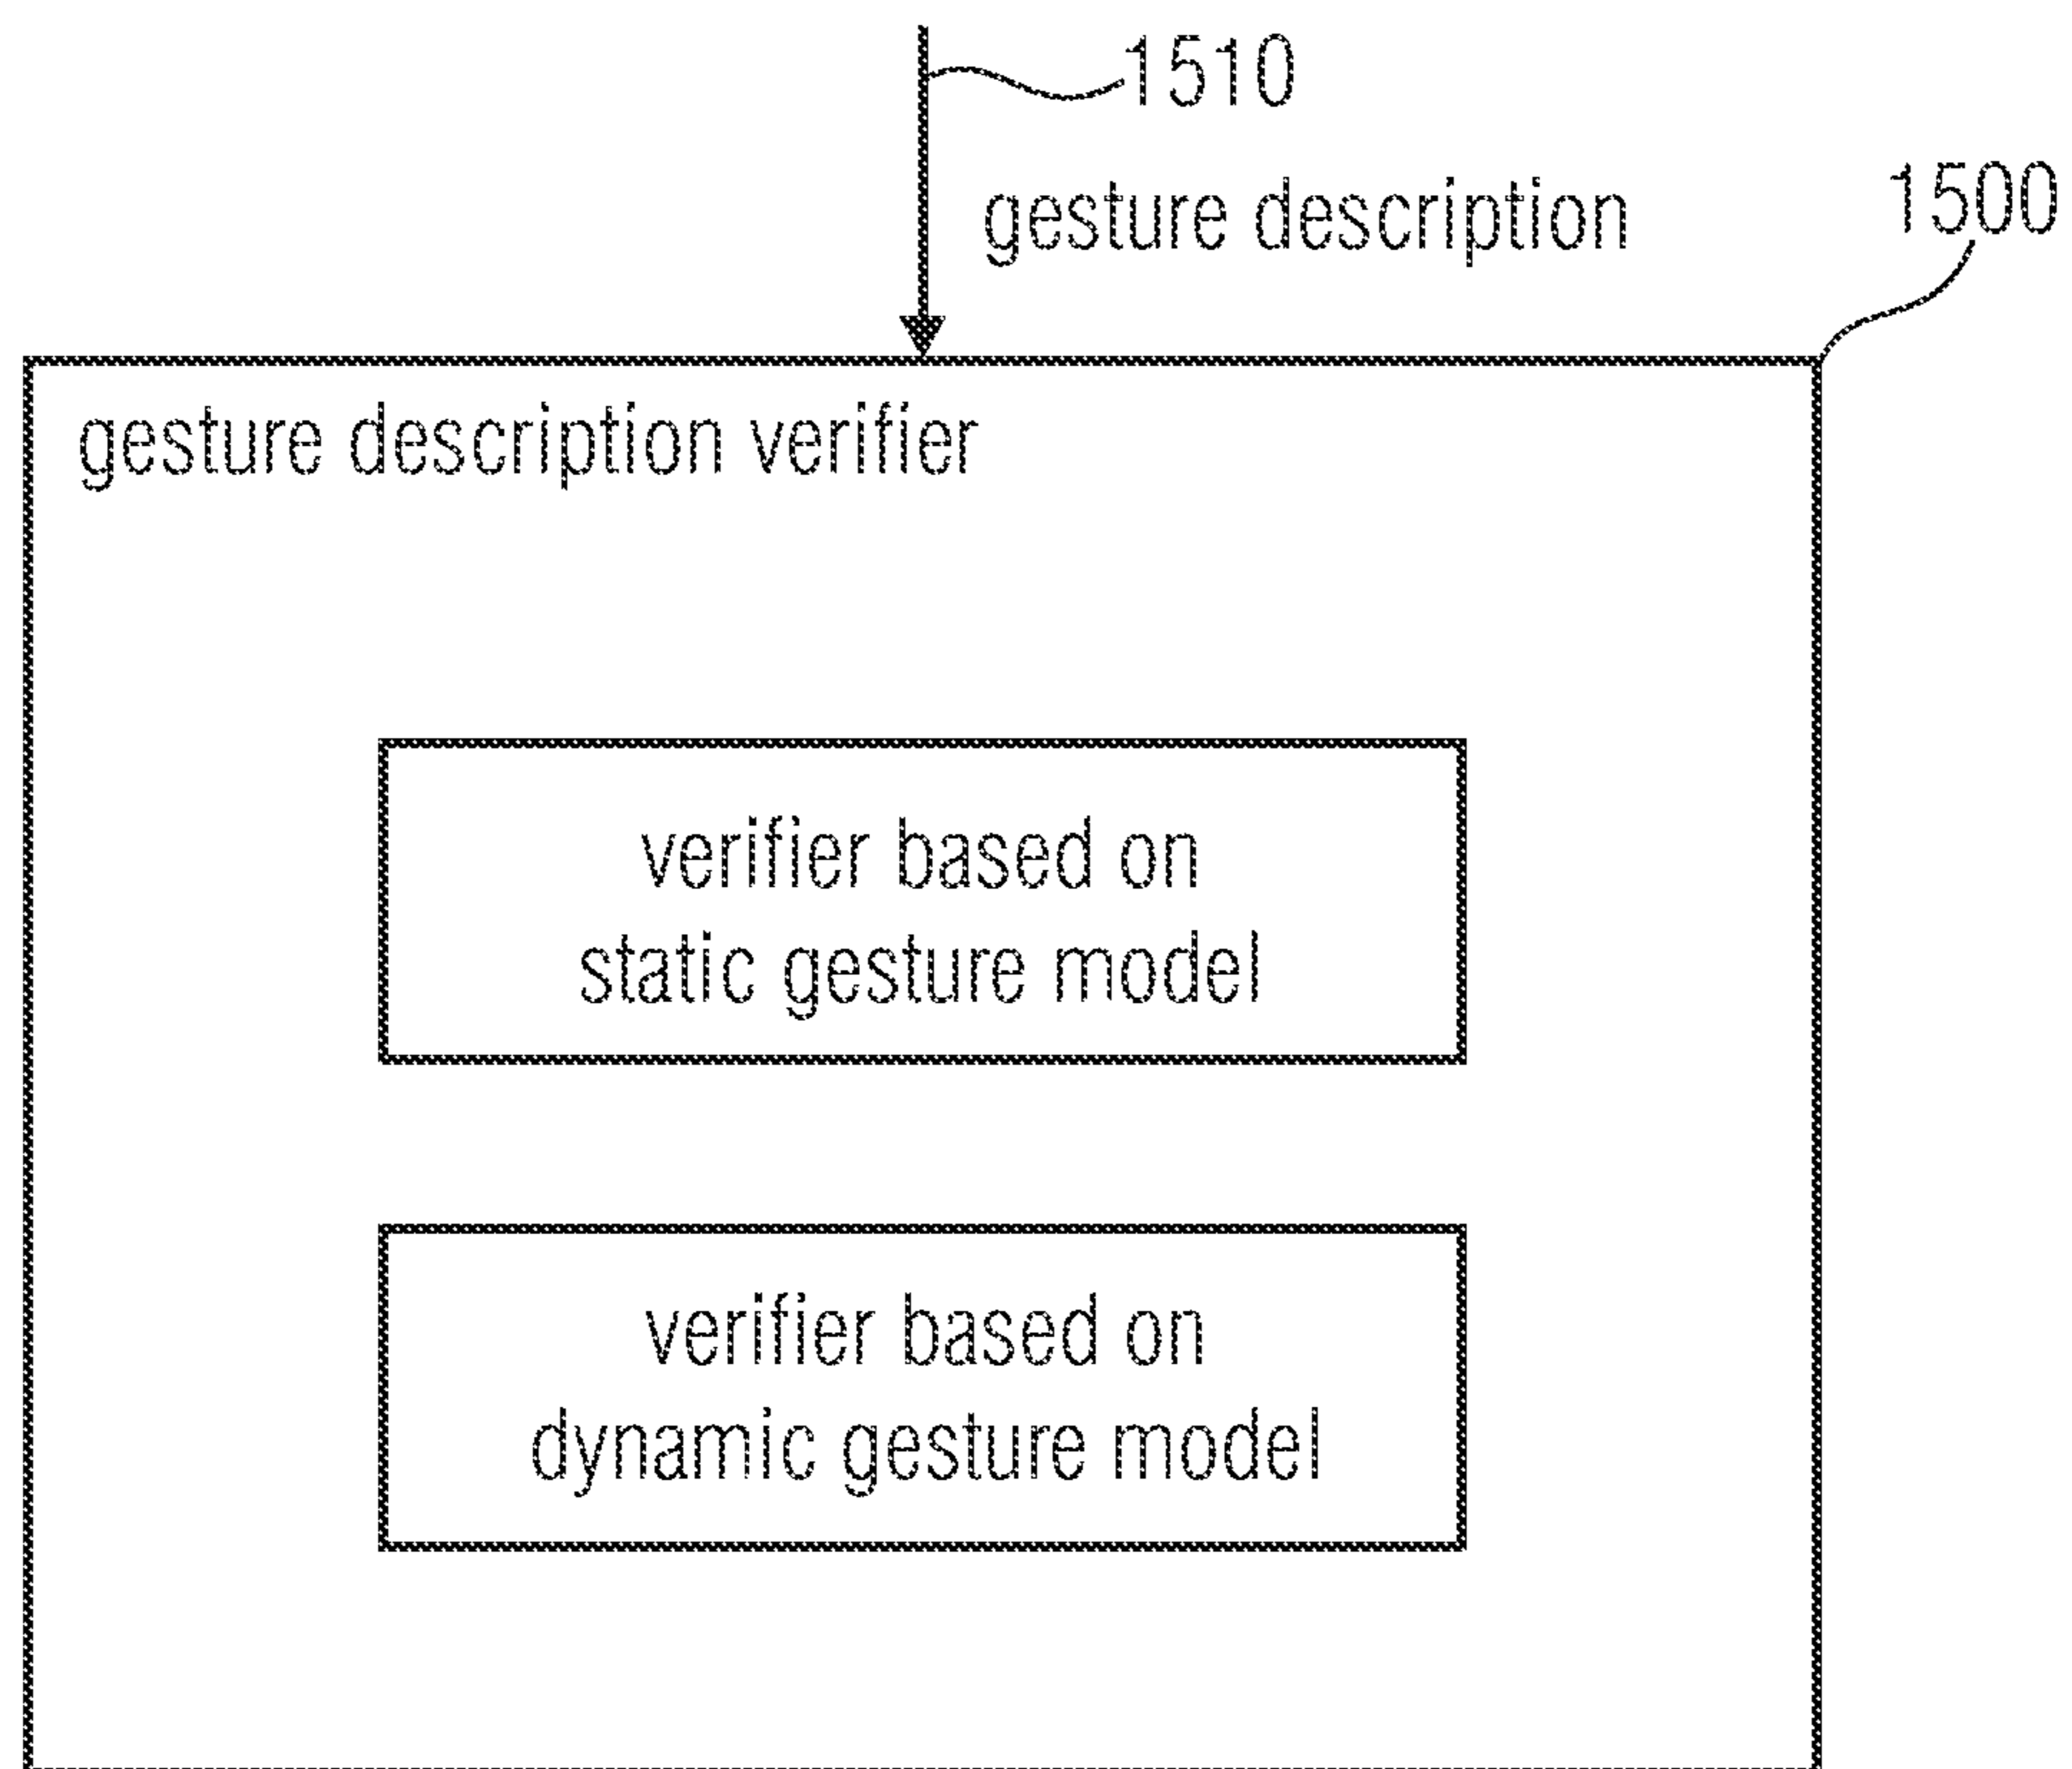 1510
gesture description
1500
gesture description verifier
verifier based on
static gesture model
verifier based on
dynamic gesture model